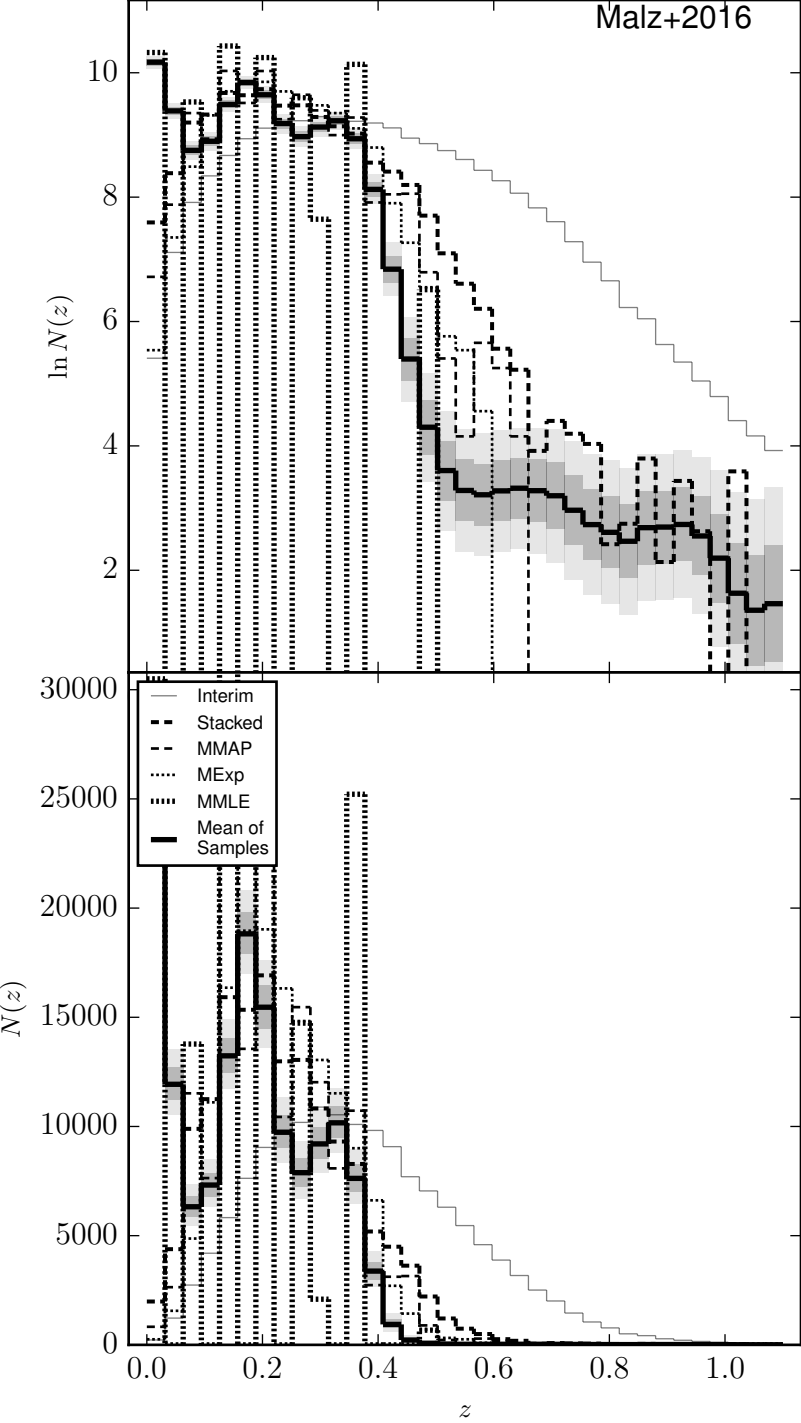 Malz+2016
10
8
6
4
2
ln N(z)
30000
25000
20000
15000
10000
5000
0
N(z)
Interim
Stacked
MMAP
MExp
MMLE
Mean of
Samples
0.0 0.2 0.4 0.6 0.8 1.0
z